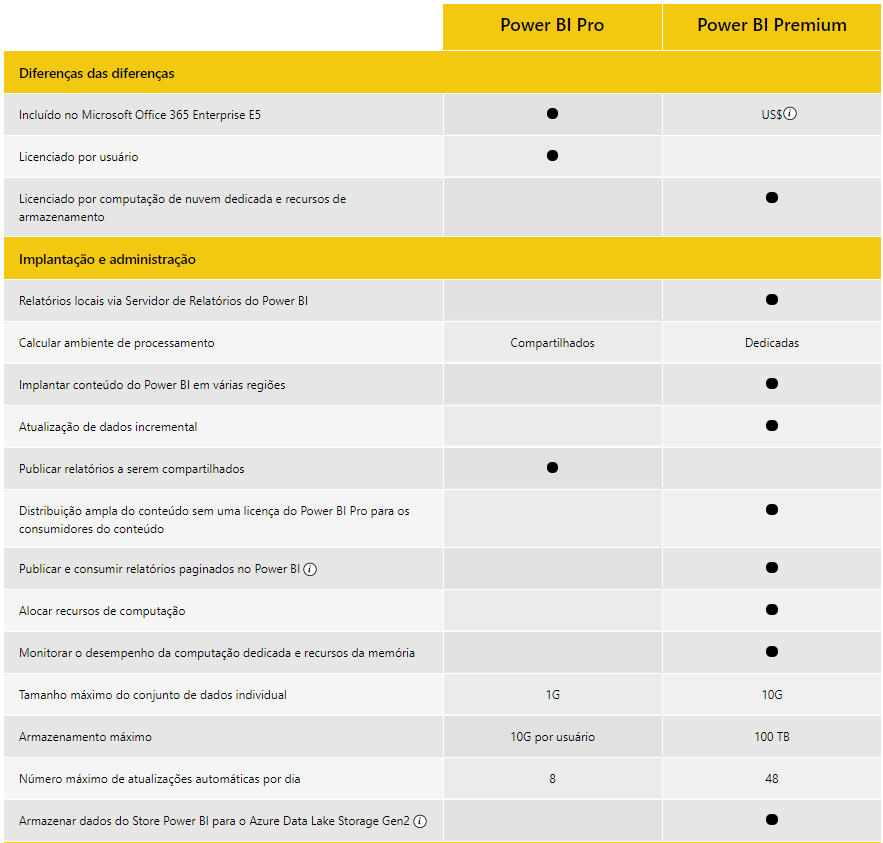 Power BI Pro Power BI Premium
Diferenças das diferenças
Incluído no Microsoft Office 365 Enterprise E5 ● US$ⓘ
Licenciado por usuário ●
Licenciado por computação de nuvem dedicada e recursos de
armazenamento ●
Implantação e administração
Relatórios locais via Servidor de Relatórios do Power BI ●
Calcular ambiente de processamento Compartilhados Dedicadas
Implantar conteúdo do Power BI em várias regiões ●
Atualização de dados incremental ●
Publicar relatórios a serem compartilhados ●
Distribuição ampla do conteúdo sem uma licença do Power BI Pro para os
consumidores do conteúdo ●
Publicar e consumir relatórios paginados no Power BI ⓘ ●
Alocar recursos de computação ●
Monitorar o desempenho da computação dedicada e recursos da memória ●
Tamanho máximo do conjunto de dados individual 1G 10G
Armazenamento máximo 10G por usuário 100 TB
Número máximo de atualizações automáticas por dia 8 48
Armazenar dados do Store Power BI para o Azure Data Lake Storage Gen2 ⓘ ●